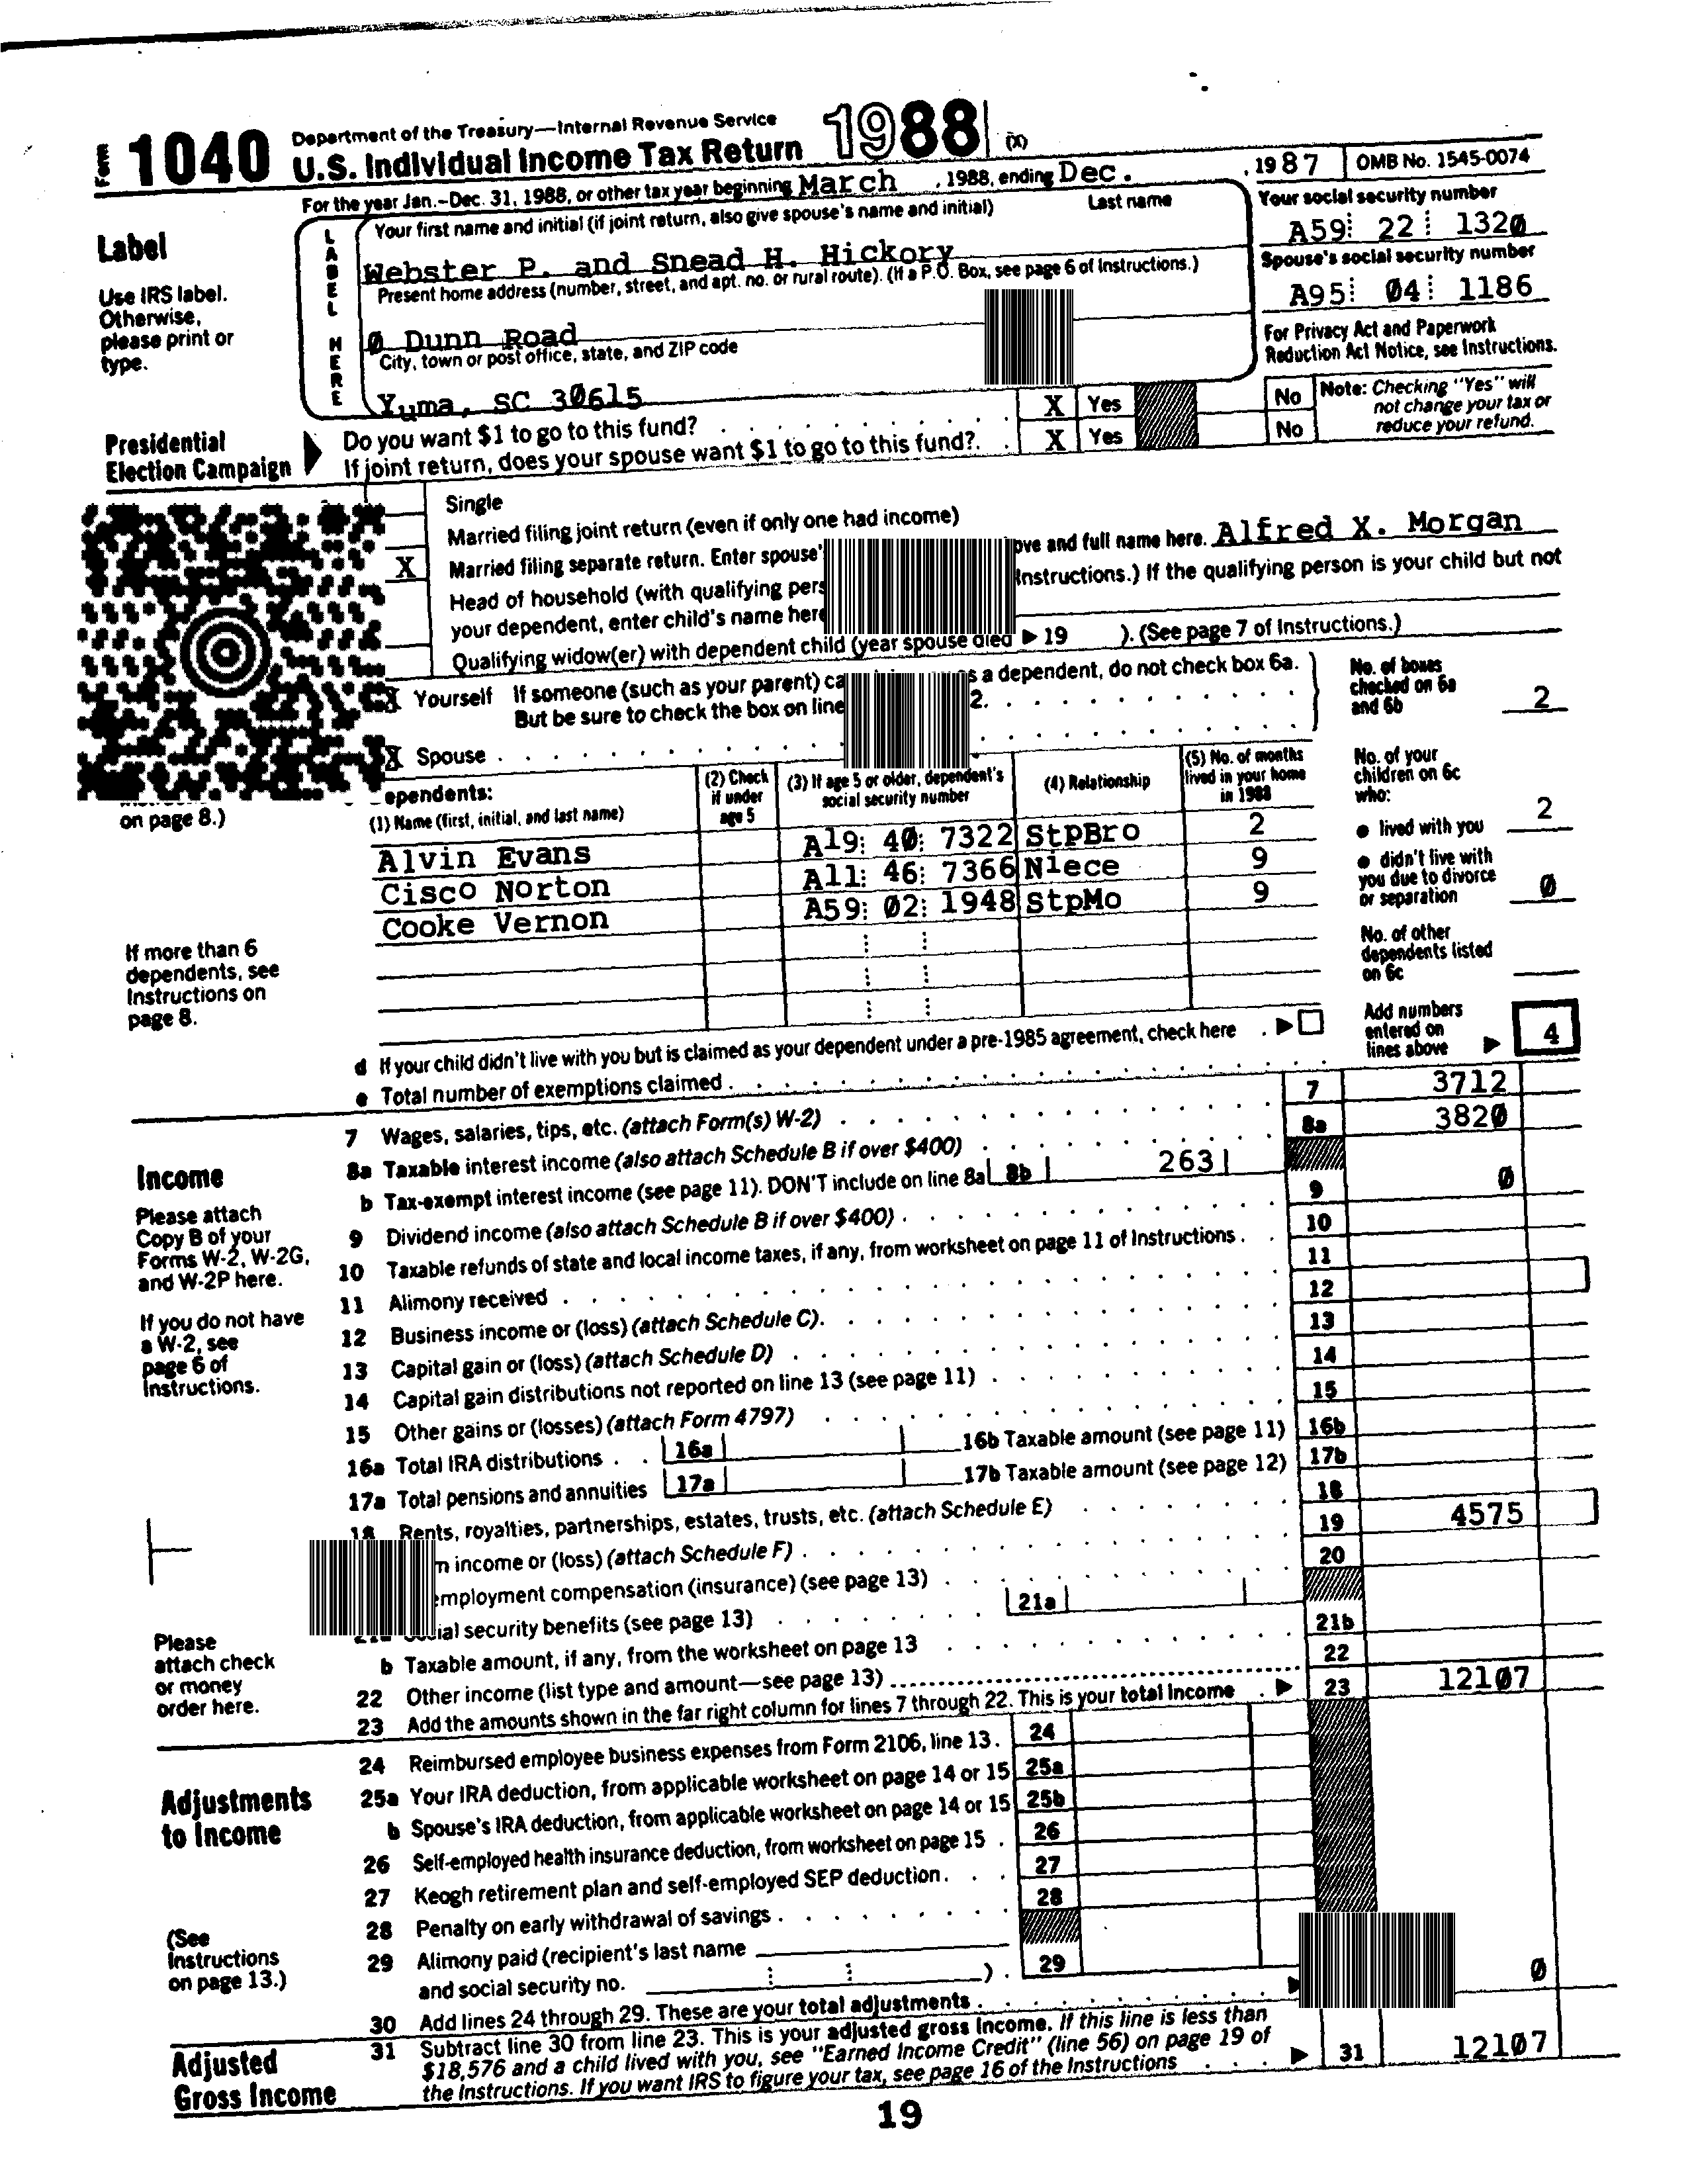 Form 1040 Department of the Treasury—Internal Revenue Service
U.S. Individual Income Tax Return 1988 (X)
For the year Jan.-Dec. 31, 1988, or other tax year beginning March , 1988, ending Dec. , 1987 OMB No. 1545-0074
Label
Use IRS label.
Otherwise,
please print or
type.
LABEL HERE
Your first name and initial (if joint return, also give spouse's name and initial) Last name
Webster P. and Snead H. Hickory
Present home address (number, street, and apt. no. or rural route). (If a P.O. Box, see page 6 of Instructions.)
0 Dunn Road
City, town or post office, state, and ZIP code
Yuma, SC 30615
Your social security number
A59 22 1320
Spouse's social security number
A95 04 1186
For Privacy Act and Paperwork
Reduction Act Notice, see Instructions.
Presidential
Election Campaign
Do you want $1 to go to this fund? X Yes No
If joint return, does your spouse want $1 to go to this fund?. X Yes No
Note: Checking "Yes" will
not change your tax or
reduce your refund.
Single
Married filing joint return (even if only one had income)
X Married filing separate return. Enter spouse' ove and full name here. Alfred X. Morgan
Head of household (with qualifying pers Instructions.) If the qualifying person is your child but not
your dependent, enter child's name here
Qualifying widow(er) with dependent child (year spouse died ▶ 19 ). (See page 7 of Instructions.)
X Yourself If someone (such as your parent) ca s a dependent, do not check box 6a.
But be sure to check the box on line 2.
X Spouse
No. of boxes
checked on 6a
and 6b 2
on page 8.)
ependents:
(1) Name (first, initial, and last name)
(2) Check
if under
age 5
(3) If age 5 or older, dependent's
social security number
(4) Relationship
(5) No. of months
lived in your home
in 1988
Alvin Evans A19 40 7322 StpBro 2
Cisco Norton A11 46 7366 Niece 9
Cooke Vernon A59 02 1948 StpMo 9
No. of your
children on 6c
who:
● lived with you 2
● didn't live with
you due to divorce
or separation 0
No. of other
dependents listed
on 6c
If more than 6
dependents, see
Instructions on
page 8.
d If your child didn't live with you but is claimed as your dependent under a pre-1985 agreement, check here ▶
e Total number of exemptions claimed
Add numbers
entered on
lines above ▶ 4
Income
Please attach
Copy B of your
Forms W-2, W-2G,
and W-2P here.
If you do not have
a W-2, see
page 6 of
Instructions.
7 Wages, salaries, tips, etc. (attach Form(s) W-2) 7 3712
8a Taxable interest income (also attach Schedule B if over $400) 8a 3820
b Tax-exempt interest income (see page 11). DON'T include on line 8a 8b 263
9 Dividend income (also attach Schedule B if over $400) 9 0
10 Taxable refunds of state and local income taxes, if any, from worksheet on page 11 of Instructions 10
11 Alimony received 11
12 Business income or (loss) (attach Schedule C). 12
13 Capital gain or (loss) (attach Schedule D) 13
14 Capital gain distributions not reported on line 13 (see page 11) 14
15 Other gains or (losses) (attach Form 4797) 15
16a Total IRA distributions 16a 16b Taxable amount (see page 11) 16b
17a Total pensions and annuities 17a 17b Taxable amount (see page 12) 17b
18 Rents, royalties, partnerships, estates, trusts, etc. (attach Schedule E) 18
n income or (loss) (attach Schedule F) 19 4575
employment compensation (insurance) (see page 13) 20
ial security benefits (see page 13) 21a
b Taxable amount, if any, from the worksheet on page 13 21b
22 Other income (list type and amount—see page 13) 22
23 Add the amounts shown in the far right column for lines 7 through 22. This is your total income ▶ 23 12107
Please
attach check
or money
order here.
Adjustments
to Income
(See
Instructions
on page 13.)
24 Reimbursed employee business expenses from Form 2106, line 13 24
25a Your IRA deduction, from applicable worksheet on page 14 or 15 25a
b Spouse's IRA deduction, from applicable worksheet on page 14 or 15 25b
26 Self-employed health insurance deduction, from worksheet on page 15 26
27 Keogh retirement plan and self-employed SEP deduction 27
28 Penalty on early withdrawal of savings 28
29 Alimony paid (recipient's last name
and social security no. ) 29
30 Add lines 24 through 29. These are your total adjustments 0
Adjusted
Gross Income
31 Subtract line 30 from line 23. This is your adjusted gross income. If this line is less than
$18,576 and a child lived with you, see "Earned Income Credit" (line 56) on page 19 of
the Instructions. If you want IRS to figure your tax, see page 16 of the Instructions ▶ 31 12107
19